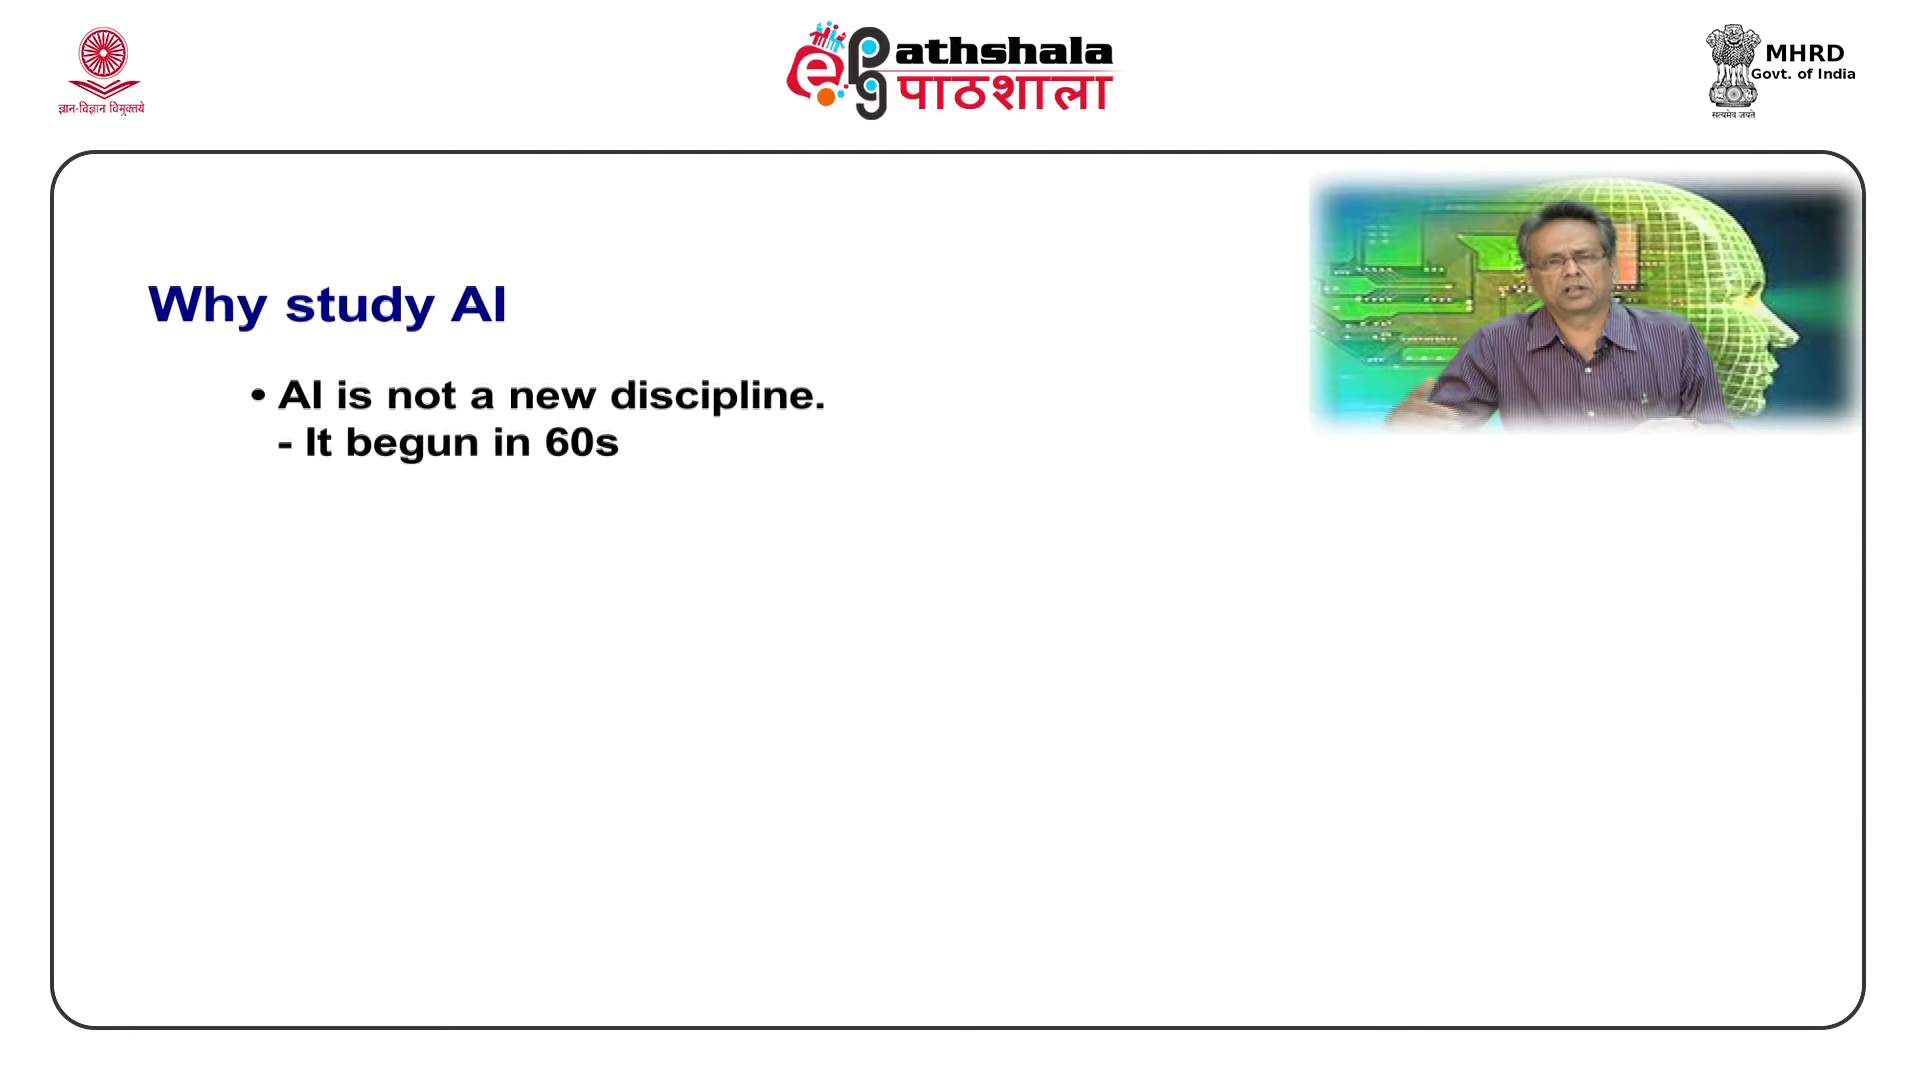 ज्ञान-विज्ञान विमुक्तये
e PG Pathshala
पाठशाला
MHRD
Govt. of India
सत्यमेव जयते
Why study AI
• AI is not a new discipline.
- It begun in 60s